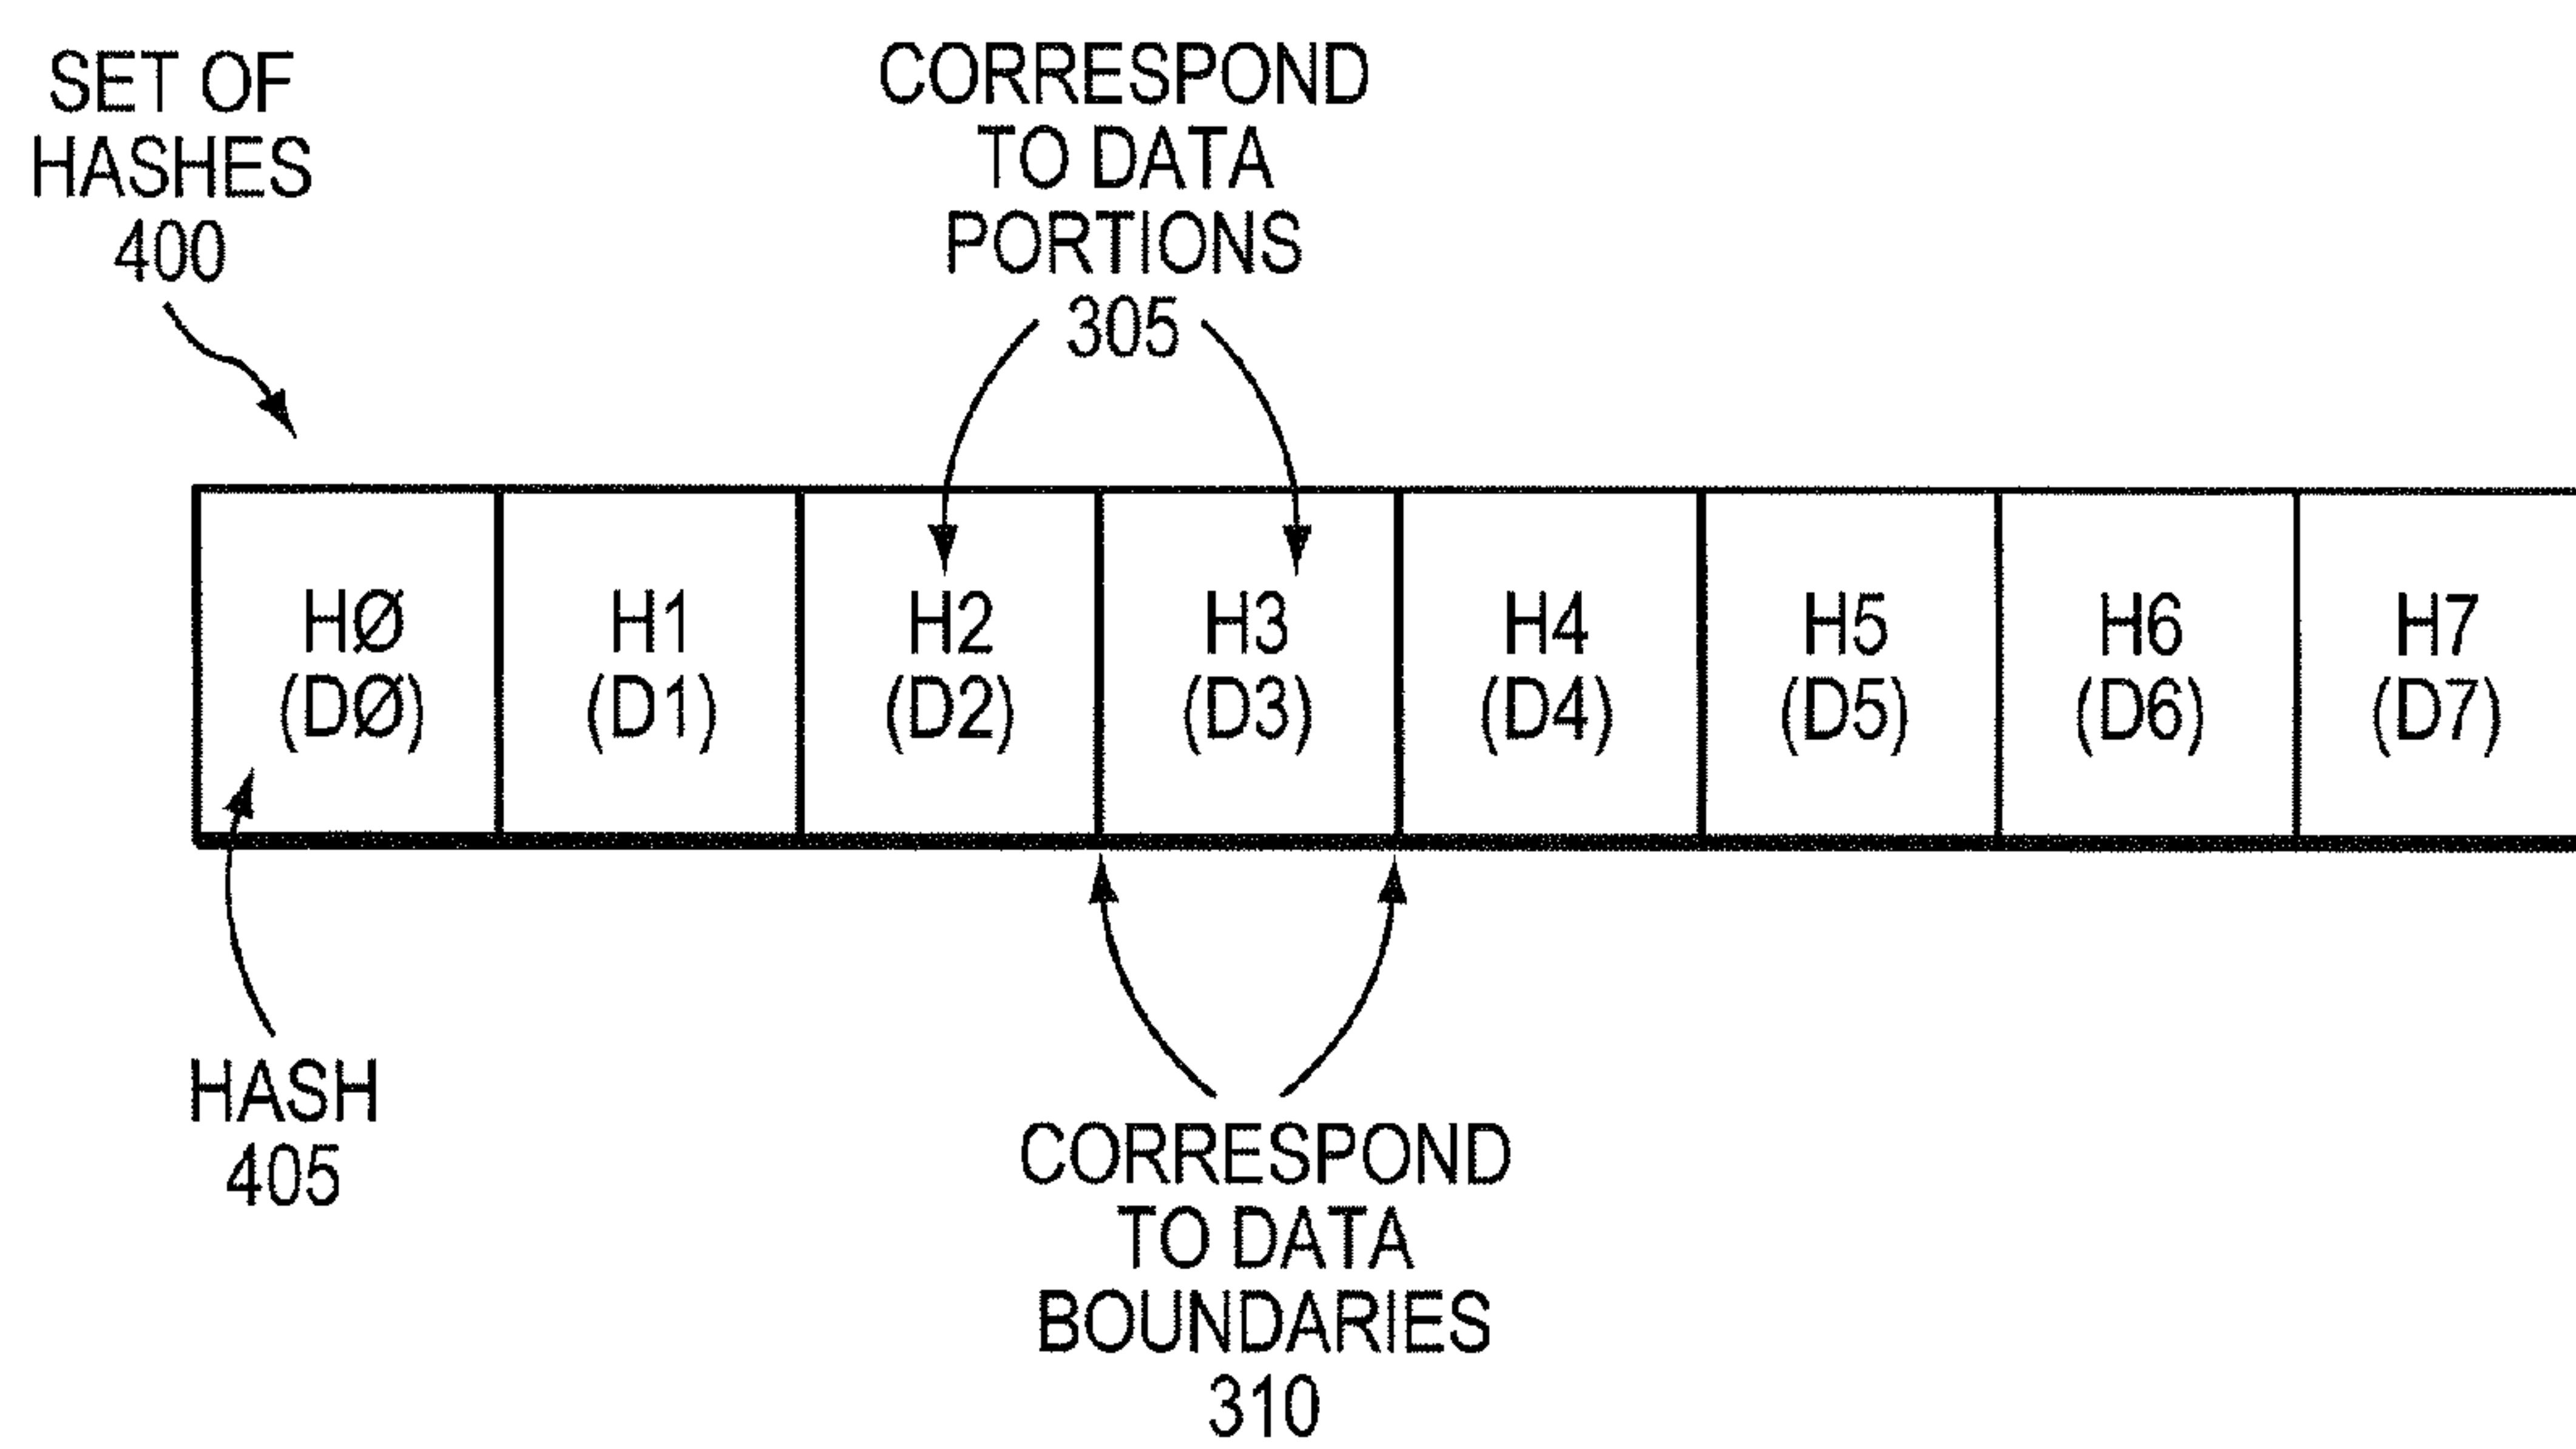 SET OF
HASHES
400
CORRESPOND
TO DATA
PORTIONS
305
HØ
(DØ)
H1
(D1)
H2
(D2)
H3
(D3)
H4
(D4)
H5
(D5)
H6
(D6)
H7
(D7)
HASH
405
CORRESPOND
TO DATA
BOUNDARIES
310